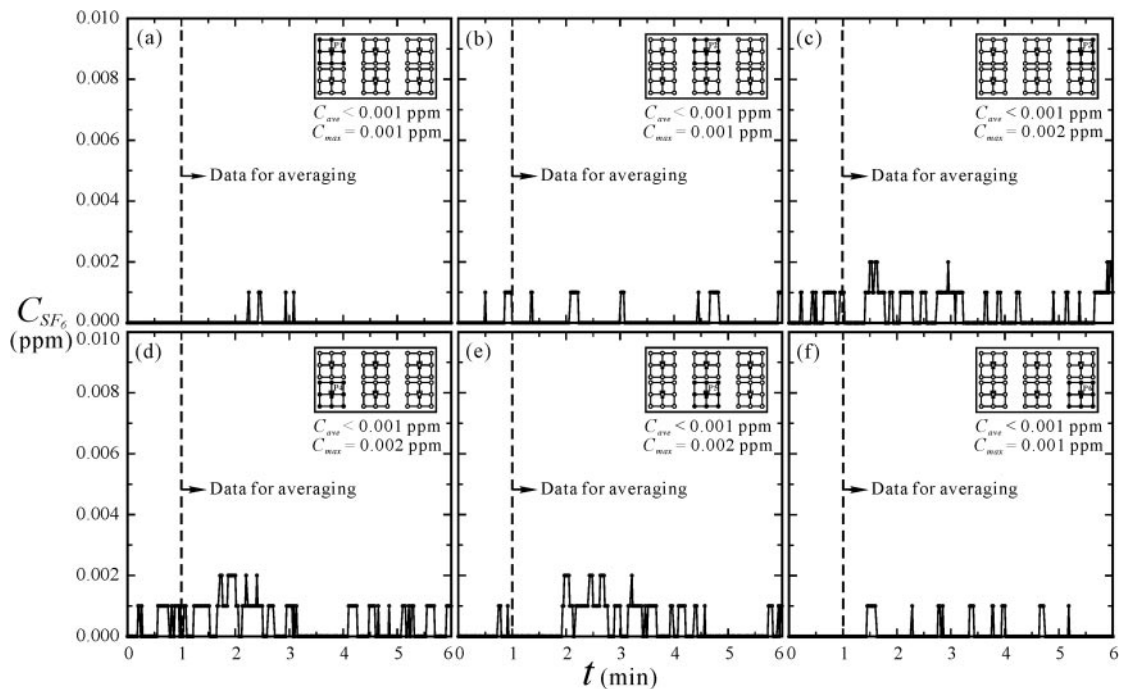 (a)
P1
C_ave < 0.001 ppm
C_max = 0.001 ppm
Data for averaging
(b)
P2
C_ave < 0.001 ppm
C_max = 0.001 ppm
Data for averaging
(c)
C_ave < 0.001 ppm
C_max = 0.002 ppm
Data for averaging
0.010
0.008
0.006
0.004
0.002
0.000
C_SF6
(ppm)
(d)
P4
C_ave < 0.001 ppm
C_max = 0.002 ppm
Data for averaging
(e)
P5
C_ave < 0.001 ppm
C_max = 0.002 ppm
Data for averaging
(f)
P6
C_ave < 0.001 ppm
C_max = 0.001 ppm
Data for averaging
0.010
0.008
0.006
0.004
0.002
0.000
0 1 2 3 4 5 6 0 1 2 3 4 5 6 0 1 2 3 4 5 6
t (min)